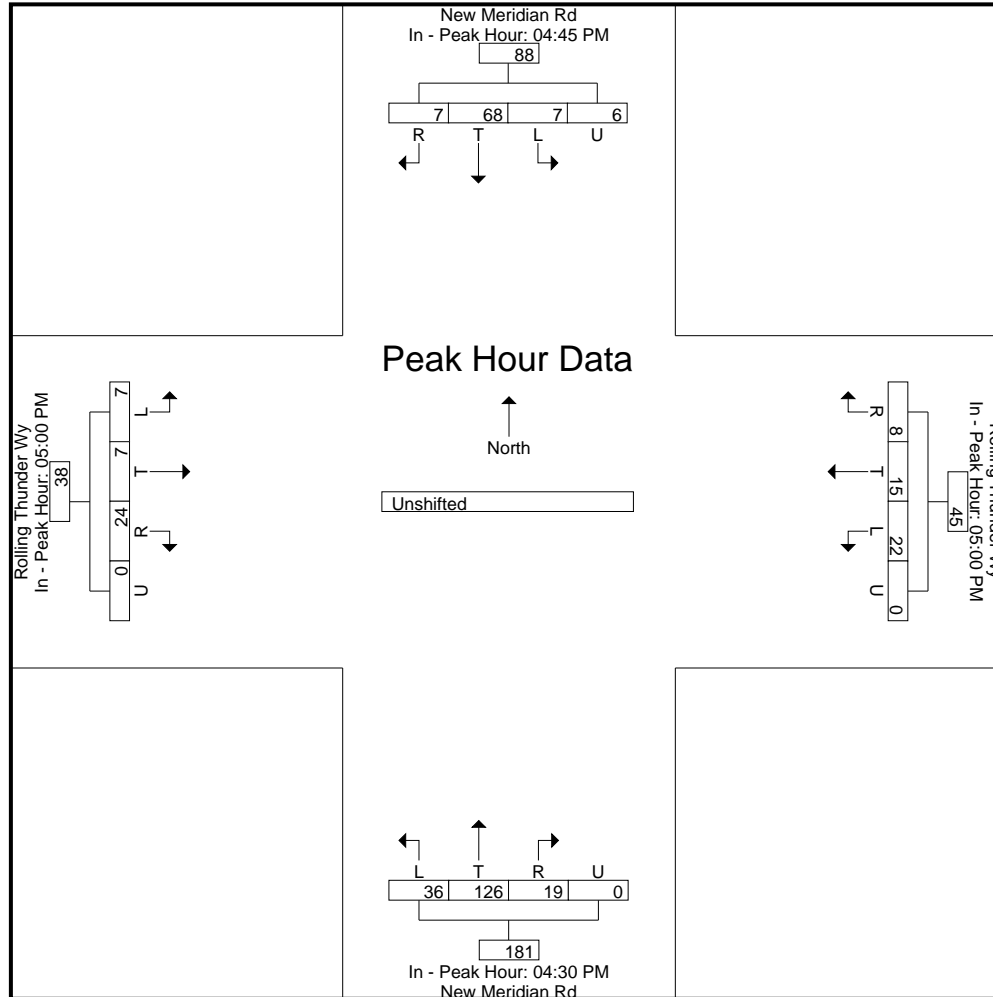 New Meridian Rd
In - Peak Hour: 04:45 PM
88
7 68 7 6
R T L U
Peak Hour Data
North
Unshifted
Rolling Thunder Wy
In - Peak Hour: 05:00 PM
38
7 7 24 0
L T R U
Rolling Thunder Wy
In - Peak Hour: 05:00 PM
45
8 15 22 0
R T L U
L T R U
36 126 19 0
181
In - Peak Hour: 04:30 PM
New Meridian Rd